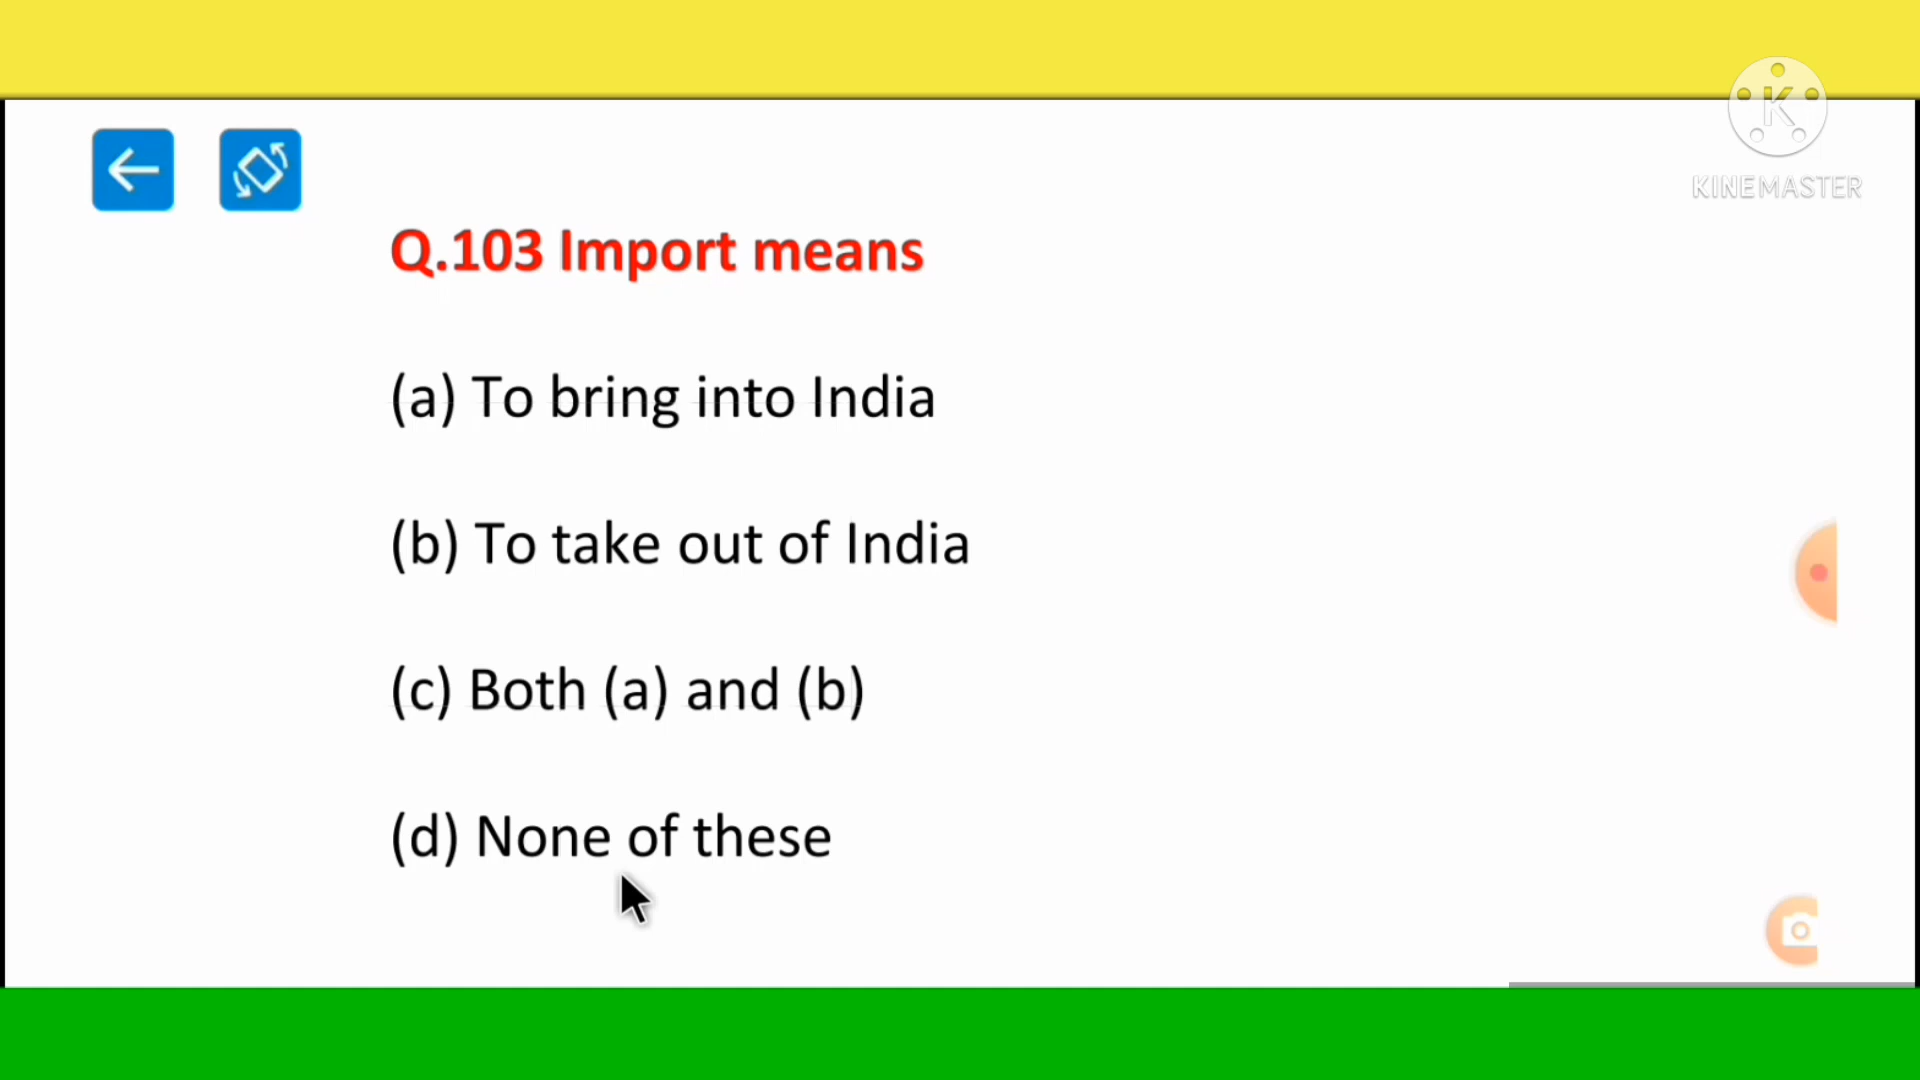 KINEMASTER
Q.103 Import means
(a) To bring into India
(b) To take out of India
(c) Both (a) and (b)
(d) None of these